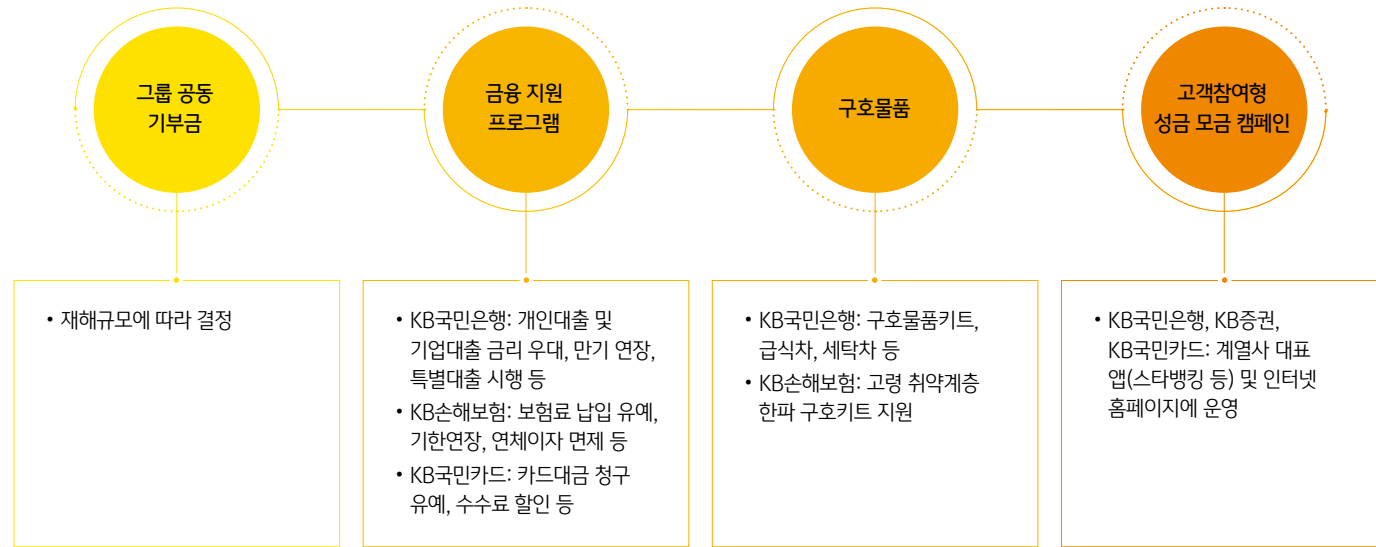 그룹 공동
기부금
금융 지원
프로그램
구호물품
고객참여형
성금 모금 캠페인
• 재해규모에 따라 결정
• KB국민은행: 개인대출 및
기업대출 금리 우대, 만기 연장,
특별대출 시행 등
• KB손해보험: 보험료 납입 유예,
기한연장, 연체이자 면제 등
• KB국민카드: 카드대금 청구
유예, 수수료 할인 등
• KB국민은행: 구호물품키트,
급식차, 세탁차 등
• KB손해보험: 고령 취약계층
한파 구호키트 지원
• KB국민은행, KB증권,
KB국민카드: 계열사 대표
앱(스타뱅킹 등) 및 인터넷
홈페이지에 운영